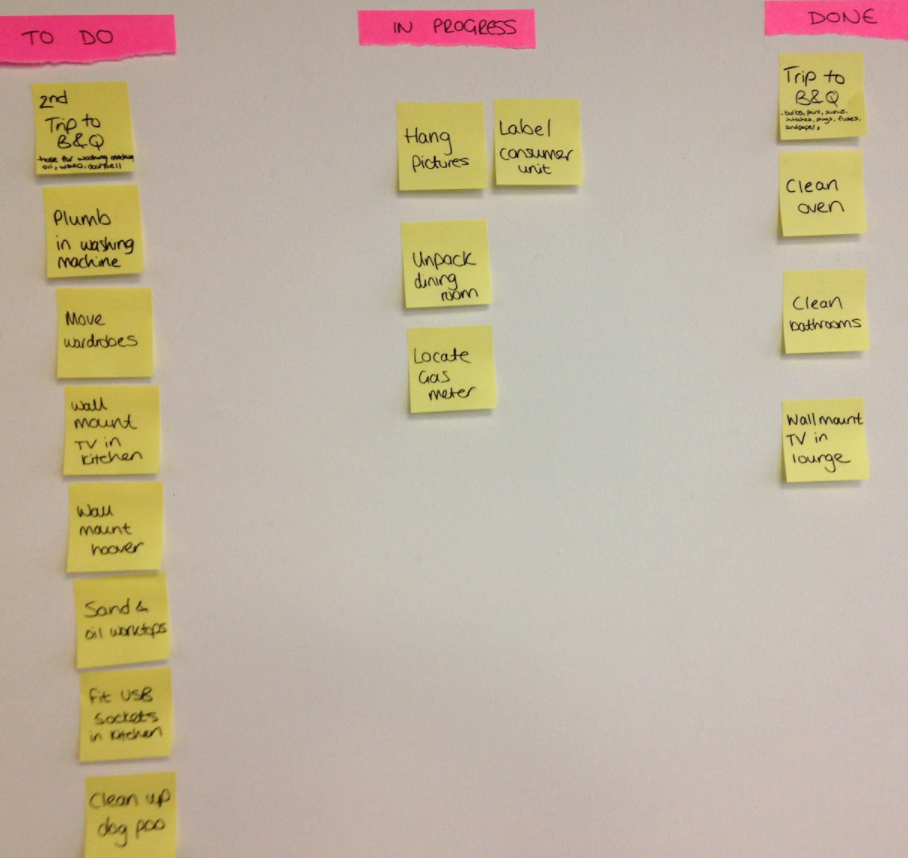 TO DO
2nd
Trip to
B&Q
hose for washing machine
oil, doorbell
Plumb
in washing
machine
Move
wardrobes
Wall
mount
TV in
kitchen
Wall
mount
hoover
Sand &
oil worktops
Fit USB
sockets
in kitchen
Clean up
dog poo
IN PROGRESS
Hang
Pictures
Label
consumer
unit
Unpack
dining
room
Locate
Gas
meter
DONE
Trip to
B&Q
- bulbs, paint, screws,
switches, plugs, fuses,
sandpaper,
Clean
oven
Clean
bathrooms
Wall mount
TV in
lounge